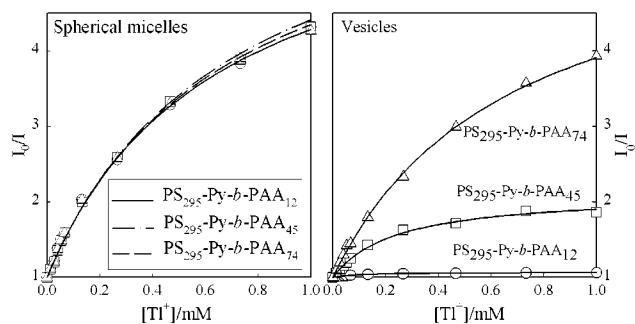 Spherical micelles
I₀/I
4
3
2
1
PS₂₉₅-Py-b-PAA₁₂
PS₂₉₅-Py-b-PAA₄₅
PS₂₉₅-Py-b-PAA₇₄
0.0 0.2 0.4 0.6 0.8 1.0
[Tl⁺]/mM
Vesicles
PS₂₉₅-Py-b-PAA₇₄
PS₂₉₅-Py-b-PAA₄₅
PS₂₉₅-Py-b-PAA₁₂
4
3
2
1
I₀/I
0.0 0.2 0.4 0.6 0.8 1.0
[Tl⁺]/mM